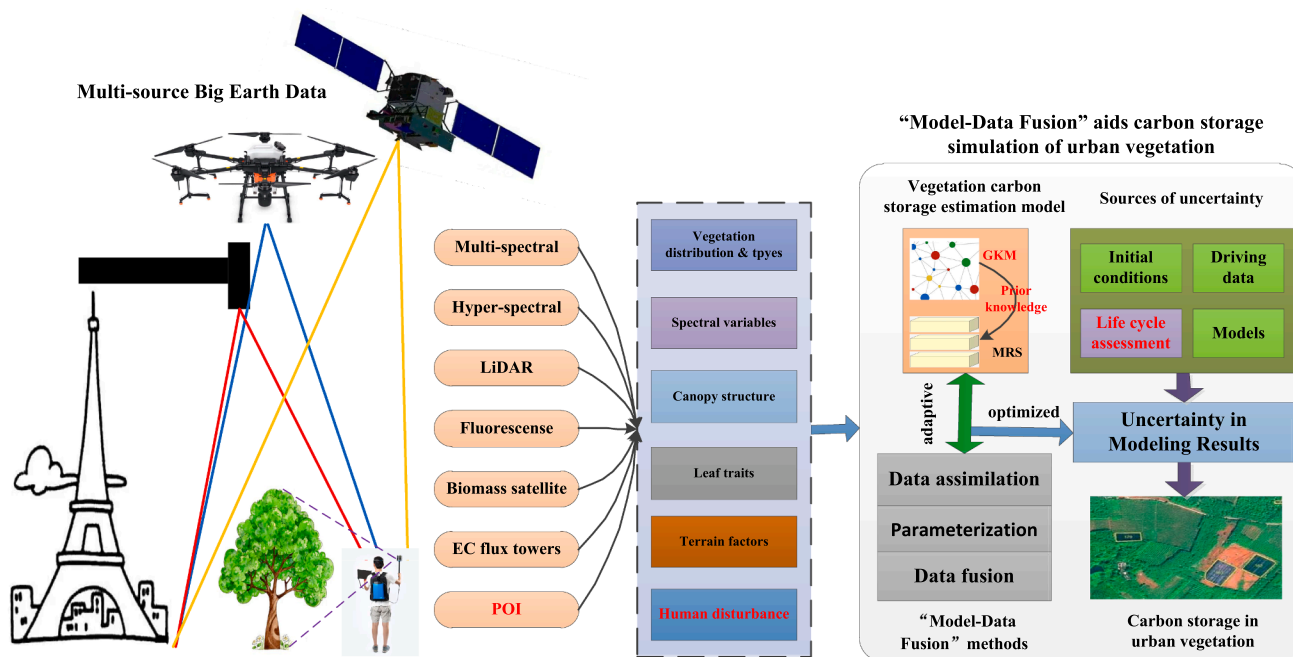 Multi-source Big Earth Data
Multi-spectral
Hyper-spectral
LiDAR
Fluorescense
Biomass satellite
EC flux towers
POI
Vegetation
distribution & tpyes
Spectral variables
Canopy structure
Leaf traits
Terrain factors
Human disturbance
“Model-Data Fusion” aids carbon storage
simulation of urban vegetation
Vegetation carbon
storage estimation model
GKM
Prior
knowledge
MRS
adaptive
optimized
Data assimilation
Parameterization
Data fusion
“Model-Data
Fusion” methods
Sources of uncertainty
Initial
conditions
Driving
data
Life cycle
assessment
Models
Uncertainty in
Modeling Results
Carbon storage in
urban vegetation